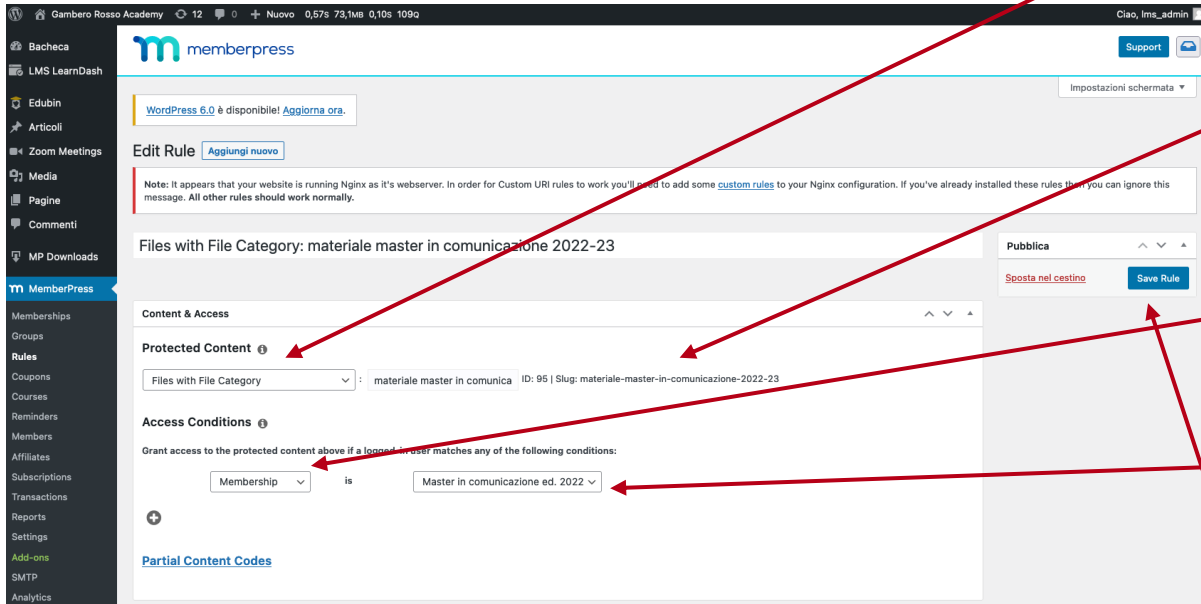 Gambero Rosso Academy 12 0 Nuovo 0,57s 73,1MB 0,10s 109Q Ciao, lms_admin
Bacheca
LMS LearnDash
Edubin
Articoli
Zoom Meetings
Media
Pagine
Commenti
MP Downloads
MemberPress
Memberships
Groups
Rules
Coupons
Courses
Reminders
Members
Affiliates
Subscriptions
Transactions
Reports
Settings
Add-ons
SMTP
Analytics
memberpress
Support
Impostazioni schermata
WordPress 6.0 è disponibile! Aggiorna ora.
Edit Rule Aggiungi nuovo
Note: It appears that your website is running Nginx as it's webserver. In order for Custom URI rules to work you'll need to add some custom rules to your Nginx configuration. If you've already installed these rules then you can ignore this
message. All other rules should work normally.
Files with File Category: materiale master in comunicazione 2022-23
Pubblica
Sposta nel cestino Save Rule
Content & Access
Protected Content
Files with File Category : materiale master in comunica ID: 95 | Slug: materiale-master-in-comunicazione-2022-23
Access Conditions
Grant access to the protected content above if a logged-in user matches any of the following conditions:
Membership is Master in comunicazione ed. 2022
Partial Content Codes